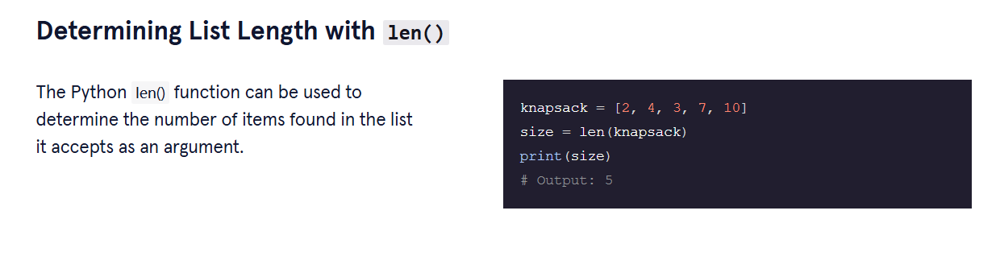 Determining List Length with len()
The Python len() function can be used to
determine the number of items found in the list
it accepts as an argument.
knapsack = [2, 4, 3, 7, 10]
size = len(knapsack)
print(size)
# Output: 5